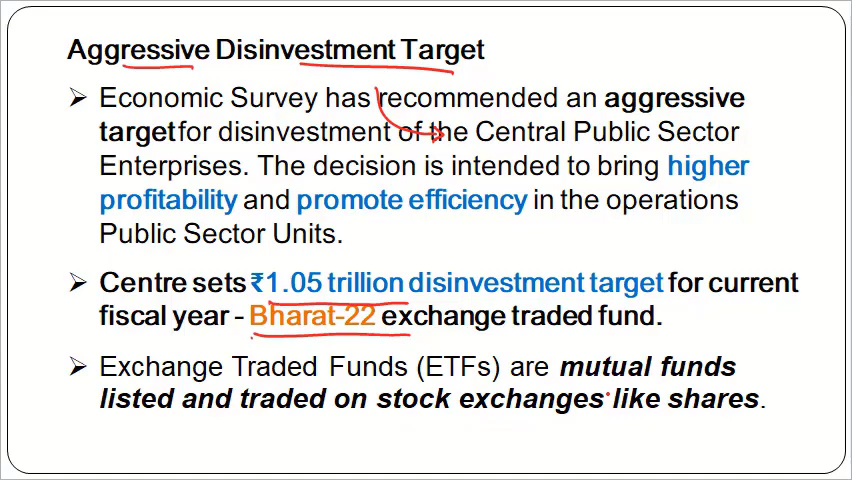 Aggressive Disinvestment Target
➢ Economic Survey has recommended an aggressive
target for disinvestment of the Central Public Sector
Enterprises. The decision is intended to bring higher
profitability and promote efficiency in the operations
Public Sector Units.
➢ Centre sets ₹1.05 trillion disinvestment target for current
fiscal year - Bharat-22 exchange traded fund.
➢ Exchange Traded Funds (ETFs) are mutual funds
listed and traded on stock exchanges like shares.